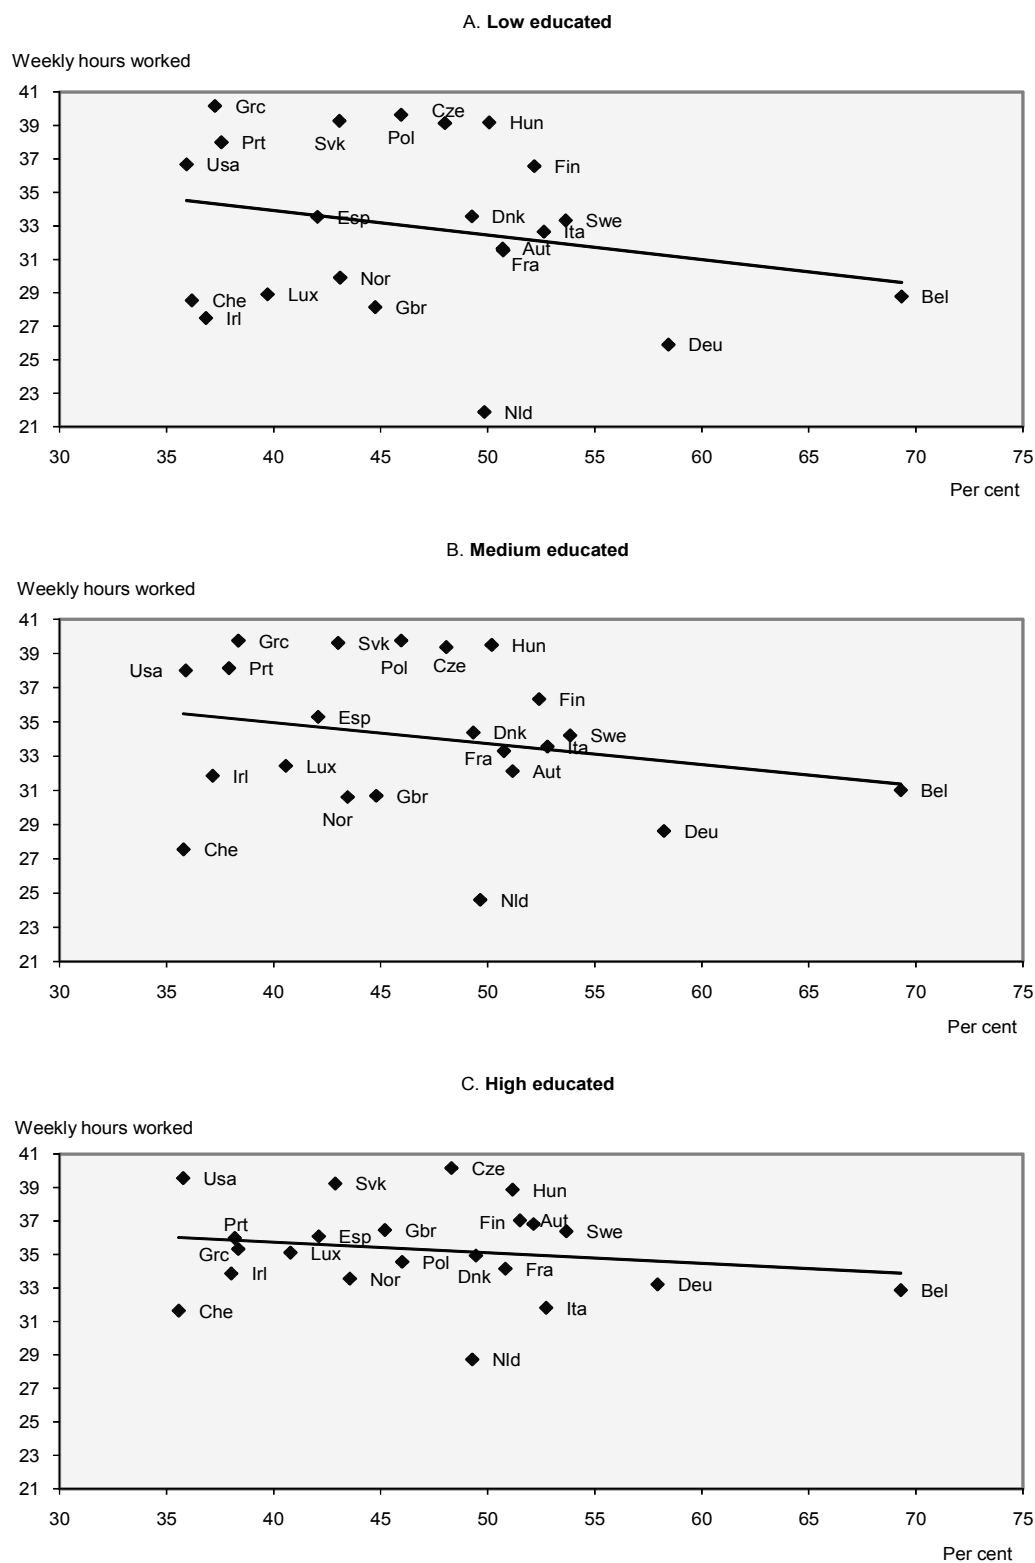 A. Low educated
Weekly hours worked
41
39
37
35
33
31
29
27
25
23
21
Grc
Cze
Hun
Prt
Svk
Pol
Usa
Fin
Esp
Dnk
Swe
Ita
Aut
Fra
Nor
Che
Lux
Bel
Irl
Gbr
Deu
Nld
30 35 40 45 50 55 60 65 70 75
Per cent
B. Medium educated
Weekly hours worked
41
39
37
35
33
31
29
27
25
23
21
Grc
Svk
Hun
Usa
Prt
Pol
Cze
Fin
Esp
Dnk
Swe
Ita
Fra
Irl
Lux
Aut
Nor
Gbr
Bel
Deu
Che
Nld
30 35 40 45 50 55 60 65 70 75
Per cent
C. High educated
Weekly hours worked
41
39
37
35
33
31
29
27
25
23
21
Cze
Usa
Svk
Hun
Prt
Esp
Gbr
Fin
Aut
Swe
Grc
Lux
Pol
Irl
Nor
Dnk
Fra
Deu
Bel
Che
Ita
Nld
30 35 40 45 50 55 60 65 70 75
Per cent